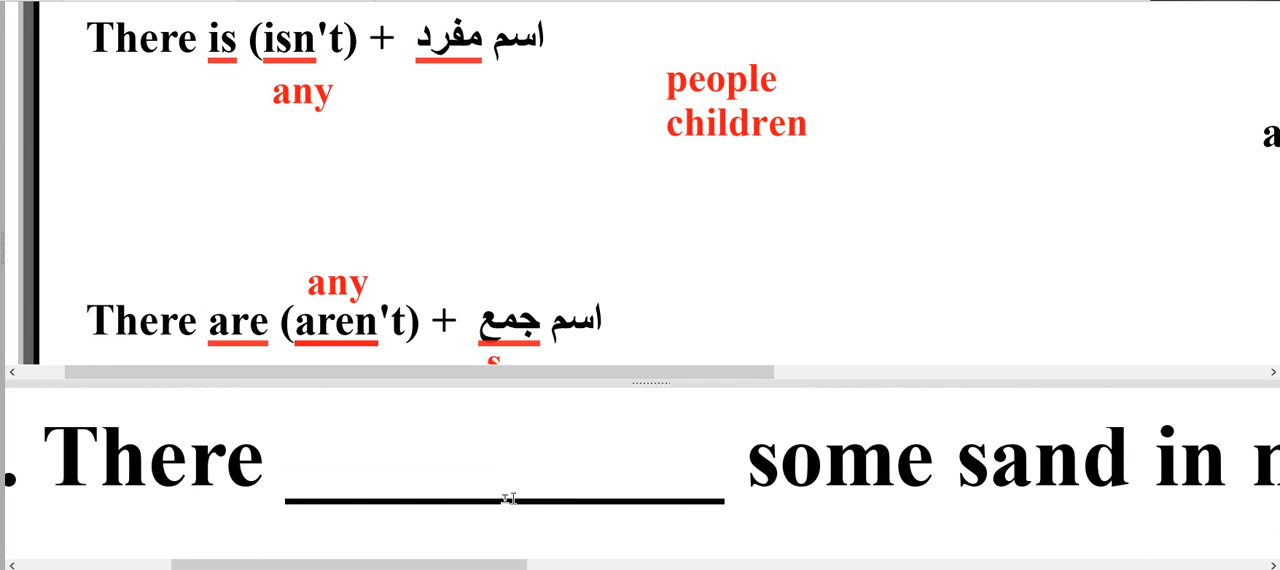 There is (isn't) + اسم مفرد
any
people
children
any
There are (aren't) + اسم جمع
s
. There __________ some sand in